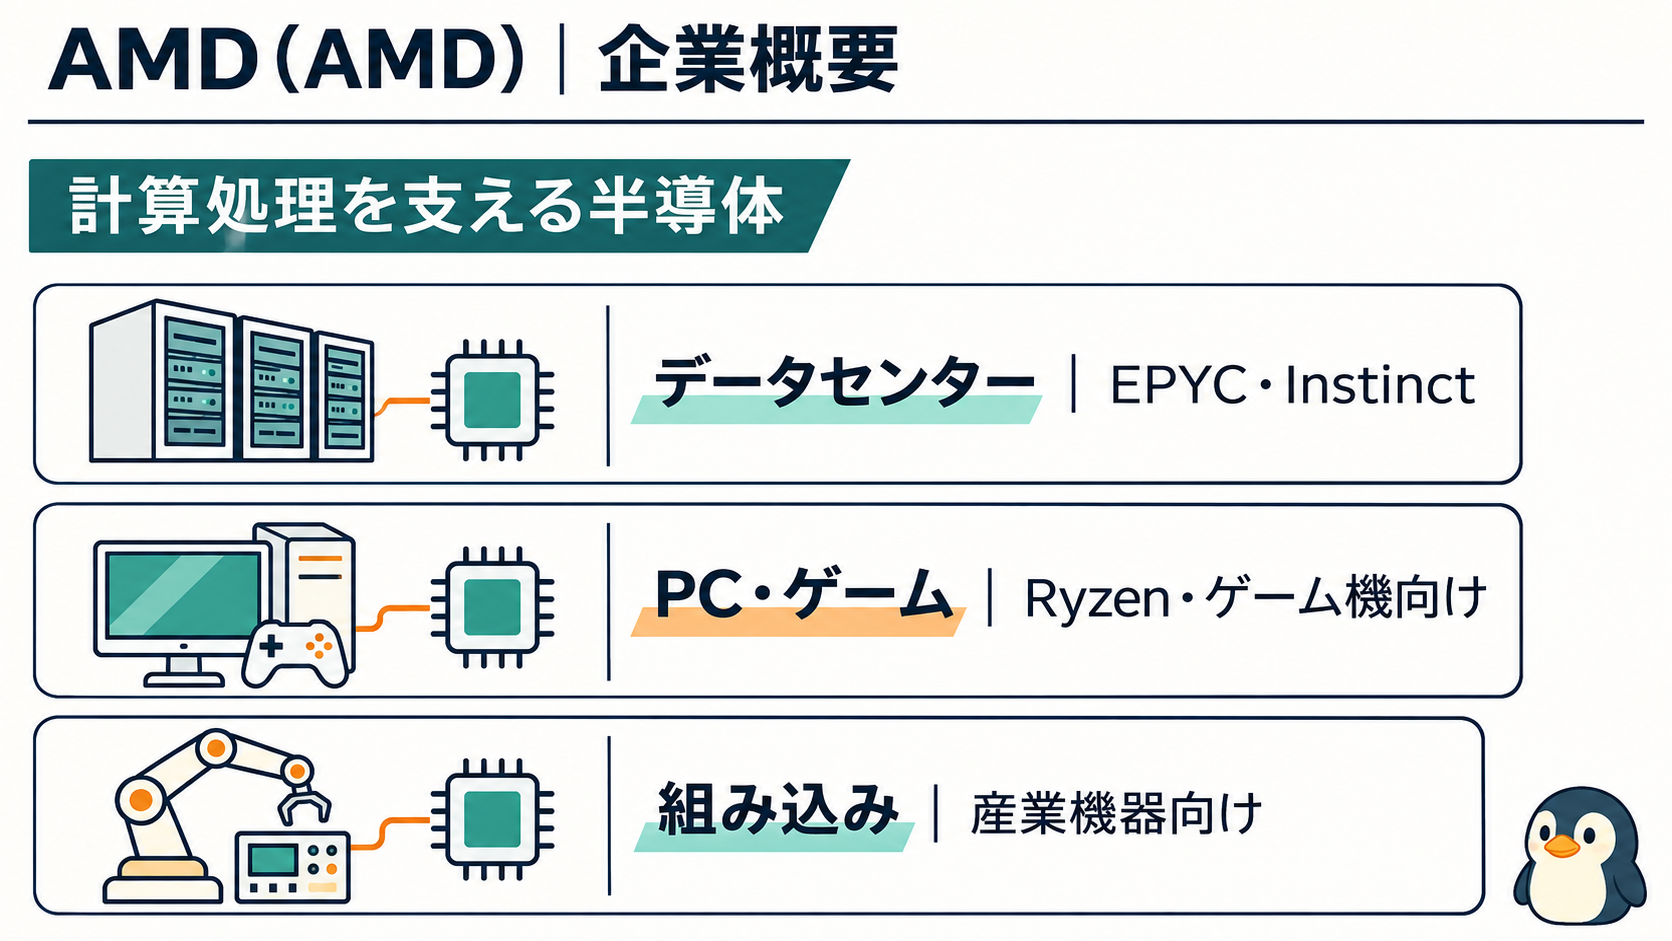 AMD（AMD）｜企業概要
計算処理を支える半導体
データセンター｜EPYC・Instinct
PC・ゲーム｜Ryzen・ゲーム機向け
組み込み｜産業機器向け